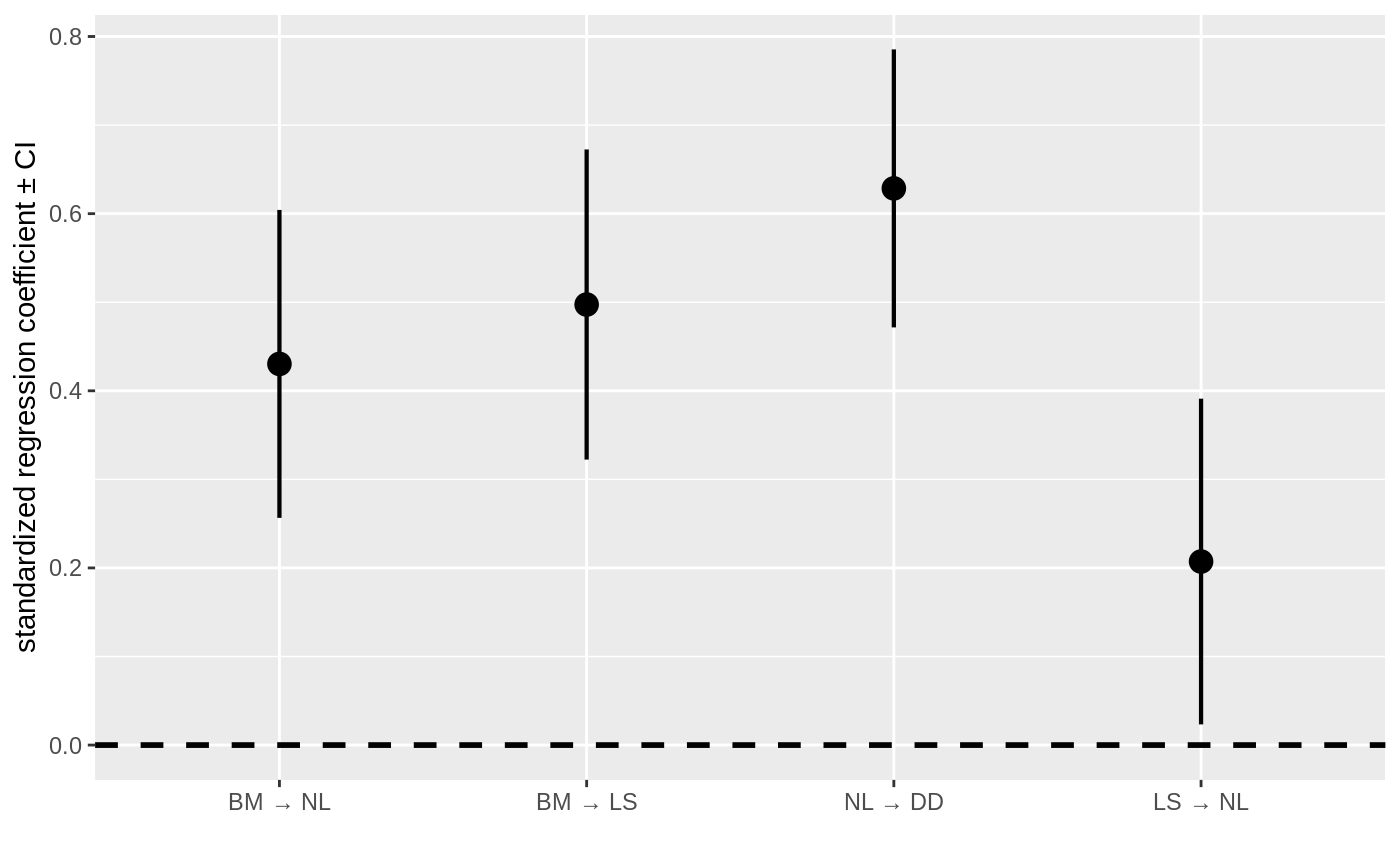 standardized regression coefficient ± CI
0.8
0.6
0.4
0.2
0.0
BM → NL
BM → LS
NL → DD
LS → NL